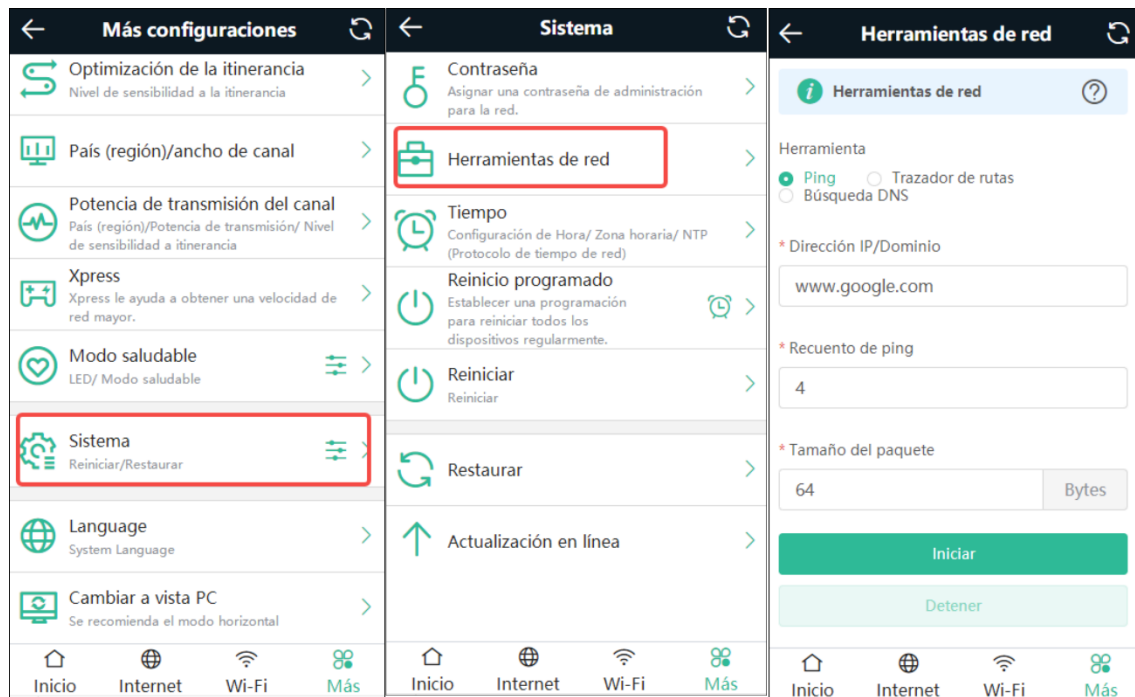 Más configuraciones
Optimización de la itinerancia
Nivel de sensibilidad a la itinerancia
País (región)/ancho de canal
Potencia de transmisión del canal
País (región)/Potencia de transmisión/ Nivel
de sensibilidad a itinerancia
Xpress
Xpress le ayuda a obtener una velocidad de
red mayor.
Modo saludable
LED/ Modo saludable
Sistema
Reiniciar/Restaurar
Language
System Language
Cambiar a vista PC
Se recomienda el modo horizontal
Inicio Internet Wi-Fi Más
Sistema
Contraseña
Asignar una contraseña de administración
para la red.
Herramientas de red
Tiempo
Configuración de Hora/ Zona horaria/ NTP
(Protocolo de tiempo de red)
Reinicio programado
Establecer una programación
para reiniciar todos los
dispositivos regularmente.
Reiniciar
Reiniciar
Restaurar
Actualización en línea
Inicio Internet Wi-Fi Más
Herramientas de red
i Herramientas de red ?
Herramienta
Ping Trazador de rutas
Búsqueda DNS
* Dirección IP/Dominio
www.google.com
* Recuento de ping
4
* Tamaño del paquete
64 Bytes
Iniciar
Detener
Inicio Internet Wi-Fi Más